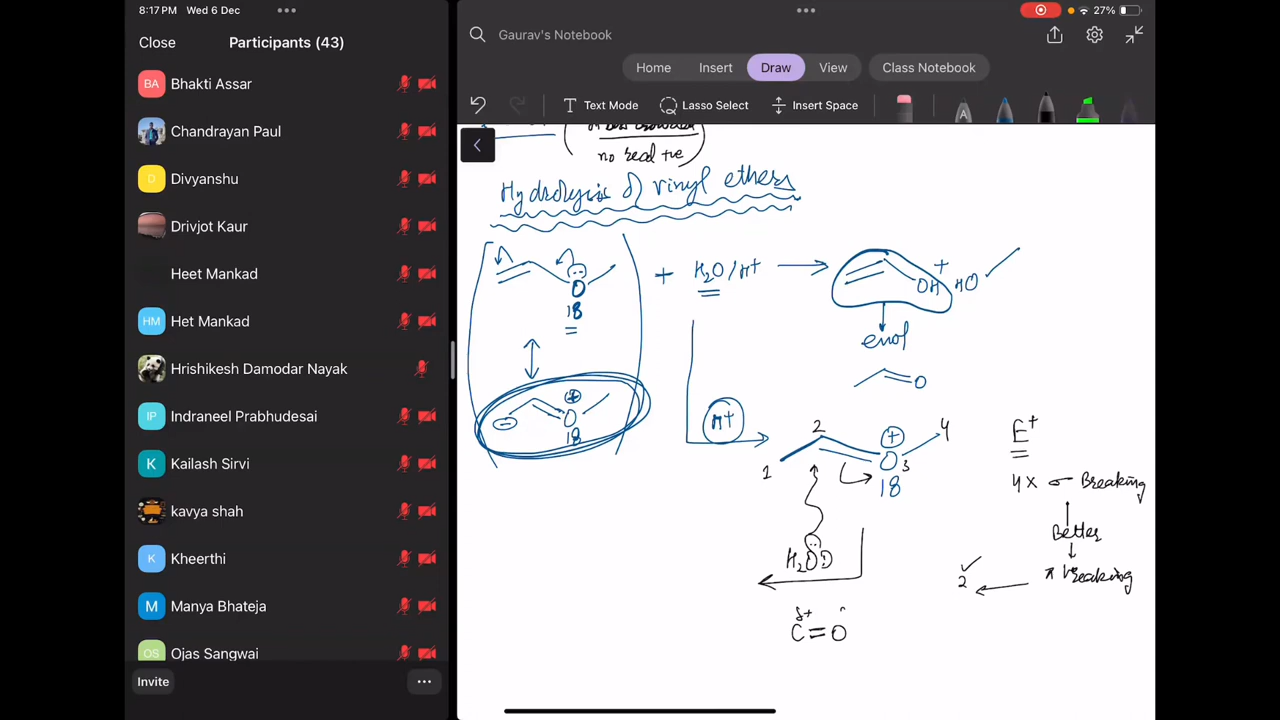 8:17 PM Wed 6 Dec
Close
Participants (43)
BA Bhakti Assar
Chandrayan Paul
D Divyanshu
Drivjot Kaur
Heet Mankad
HM Het Mankad
Hrishikesh Damodar Nayak
IP Indraneel Prabhudesai
K Kailash Sirvi
kavya shah
K Kheerthi
M Manya Bhateja
OS Ojas Sangwai
Invite
27%
Gaurav's Notebook
Home Insert Draw View Class Notebook
Text Mode Lasso Select Insert Space
no real +ve
Hydrolysis of vinyl ethers
O
18
+ H2O/H+
OH + HO
enol
O
⊖ O ⊕
18
H+
1 2 O ⊕ 3 4
18
E+
4 × σ Breaking
Better
π breaking
2
H2O
δ+
C=O